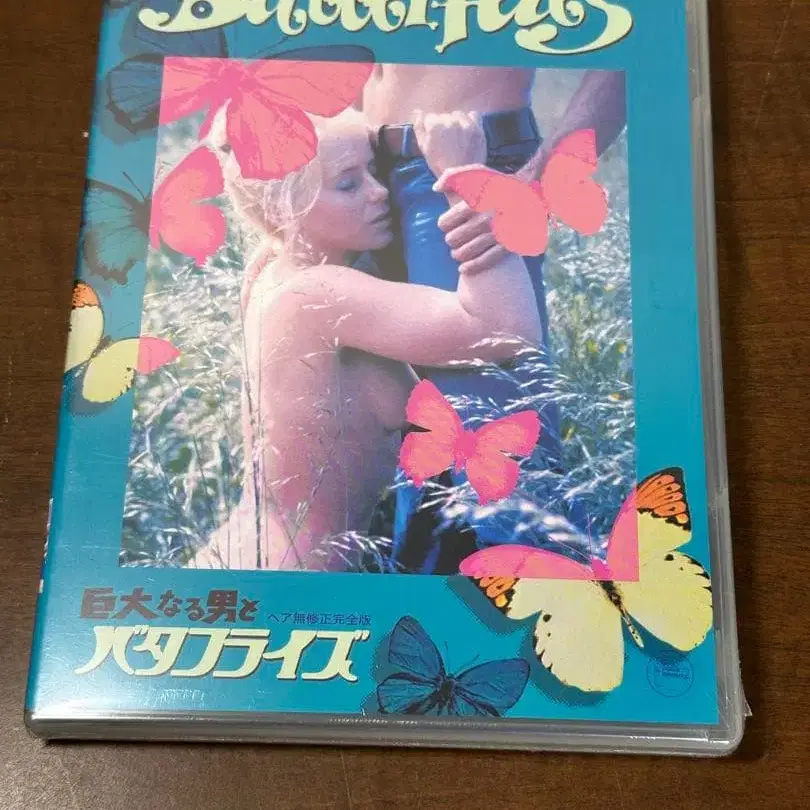 Butterflies
巨大なる男と
ヘア無修正完全版
バタフライズ